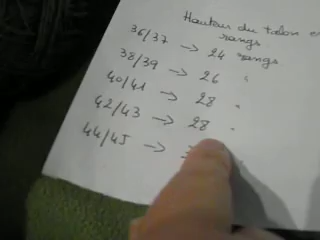 Hauteur du talon en
rangs.
36/37 → 24 rangs
38/39 → 26 "
40/41 → 28 "
42/43 → 28 "
44/45 →